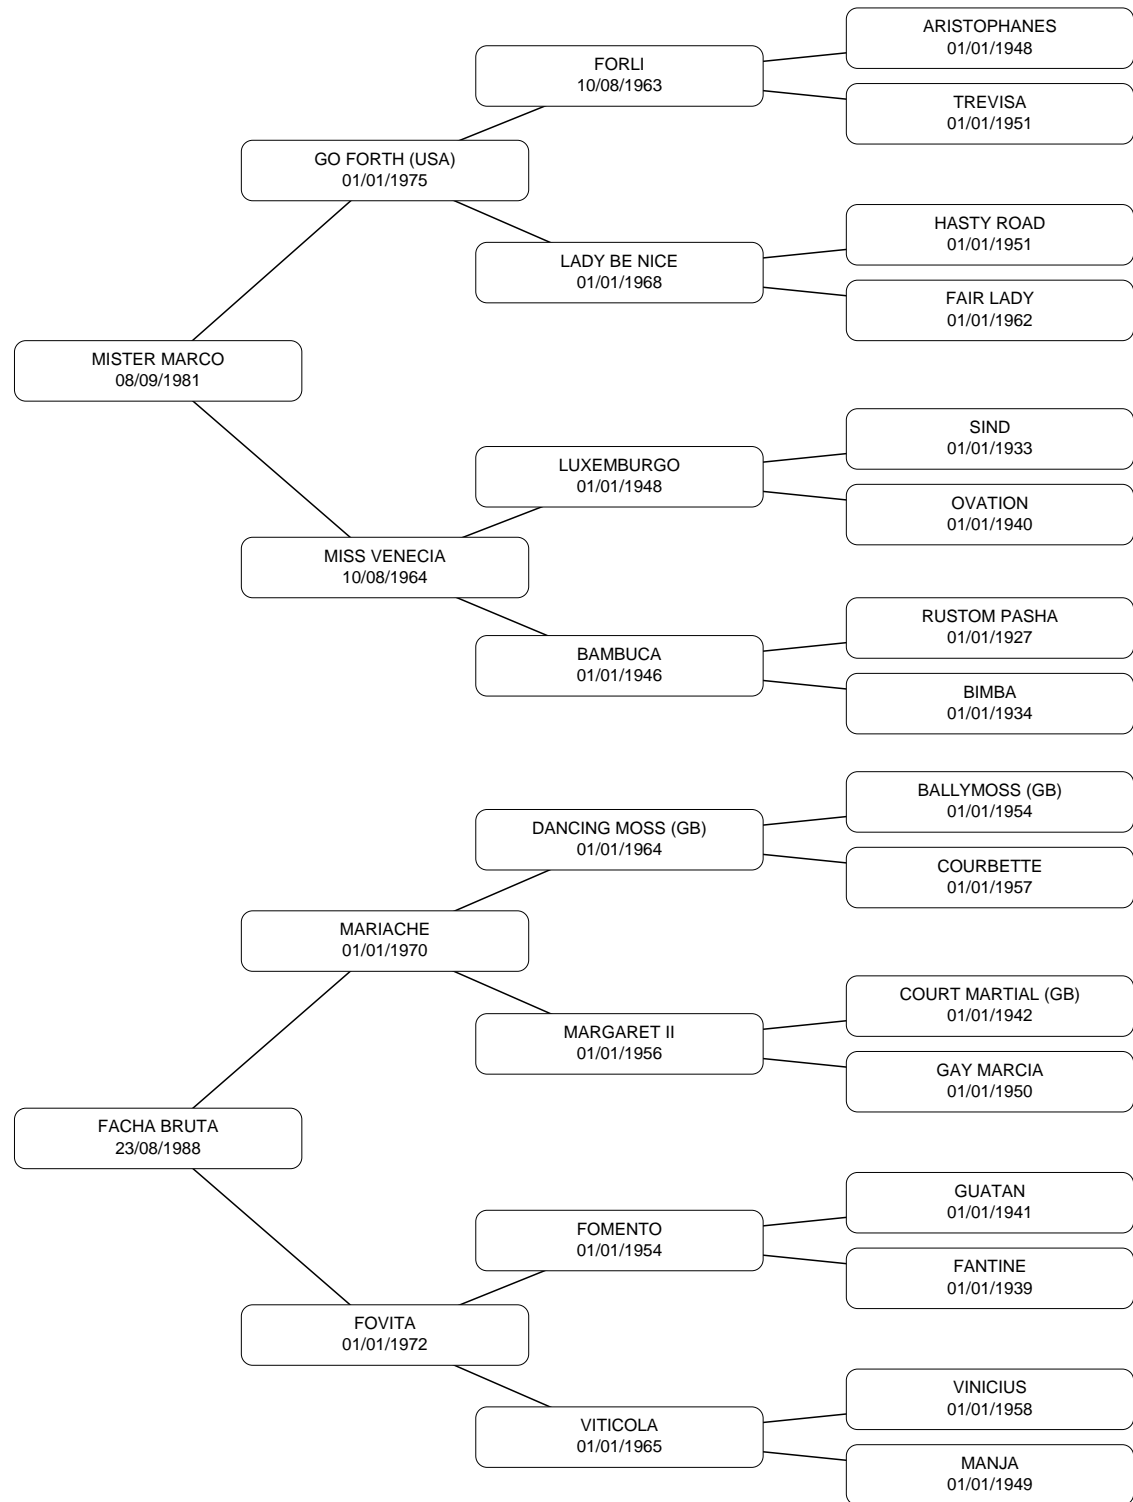 ARISTOPHANES
01/01/1948
FORLI
10/08/1963
TREVISA
01/01/1951
GO FORTH (USA)
01/01/1975
HASTY ROAD
01/01/1951
LADY BE NICE
01/01/1968
FAIR LADY
01/01/1962
MISTER MARCO
08/09/1981
SIND
01/01/1933
LUXEMBURGO
01/01/1948
OVATION
01/01/1940
MISS VENECIA
10/08/1964
RUSTOM PASHA
01/01/1927
BAMBUCA
01/01/1946
BIMBA
01/01/1934
BALLYMOSS (GB)
01/01/1954
DANCING MOSS (GB)
01/01/1964
COURBETTE
01/01/1957
MARIACHE
01/01/1970
COURT MARTIAL (GB)
01/01/1942
MARGARET II
01/01/1956
GAY MARCIA
01/01/1950
FACHA BRUTA
23/08/1988
GUATAN
01/01/1941
FOMENTO
01/01/1954
FANTINE
01/01/1939
FOVITA
01/01/1972
VINICIUS
01/01/1958
VITICOLA
01/01/1965
MANJA
01/01/1949